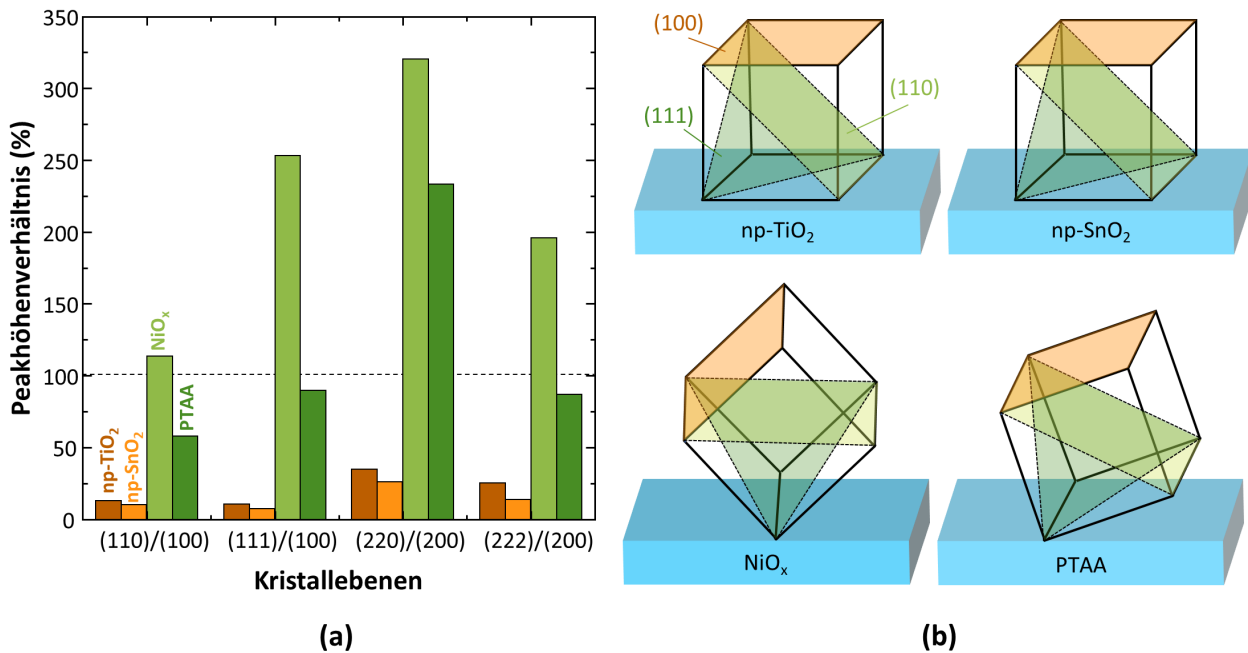 350
300
250
200
150
100
50
0
Peakhöhenverhältnis (%)
np-TiO₂
np-SnO₂
NiOₓ
PTAA
(110)/(100)
(111)/(100)
(220)/(200)
(222)/(200)
Kristallebenen
(a)
(100)
(110)
(111)
np-TiO₂
np-SnO₂
NiOₓ
PTAA
(b)